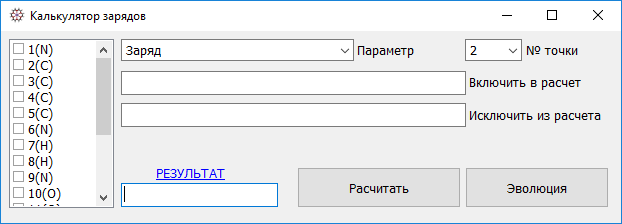 Калькулятор зарядов
1(N)
2(C)
3(C)
4(C)
5(C)
6(N)
7(H)
8(H)
9(N)
10(O)
Заряд Параметр 2 № точки
Включить в расчет
Исключить из расчета
РЕЗУЛЬТАТ
Расчитать Эволюция